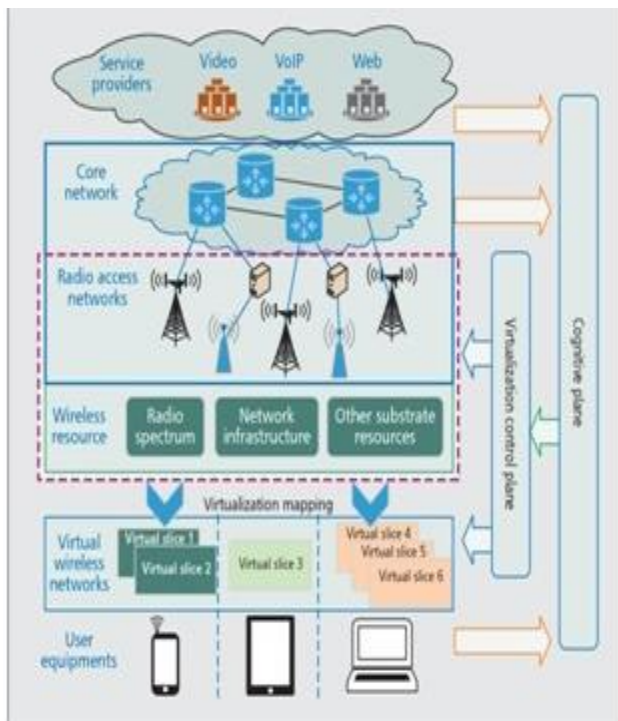 Service
providers
Video
VoIP
Web
Core
network
Radio access
networks
Wireless
resource
Radio
spectrum
Network
infrastructure
Other substrate
resources
Virtualization mapping
Virtual
wireless
networks
Virtual slice 1
Virtual slice 2
Virtual slice 3
Virtual slice 4
Virtual slice 5
Virtual slice 6
User
equipments
Virtualization control plane
Cognitive plane